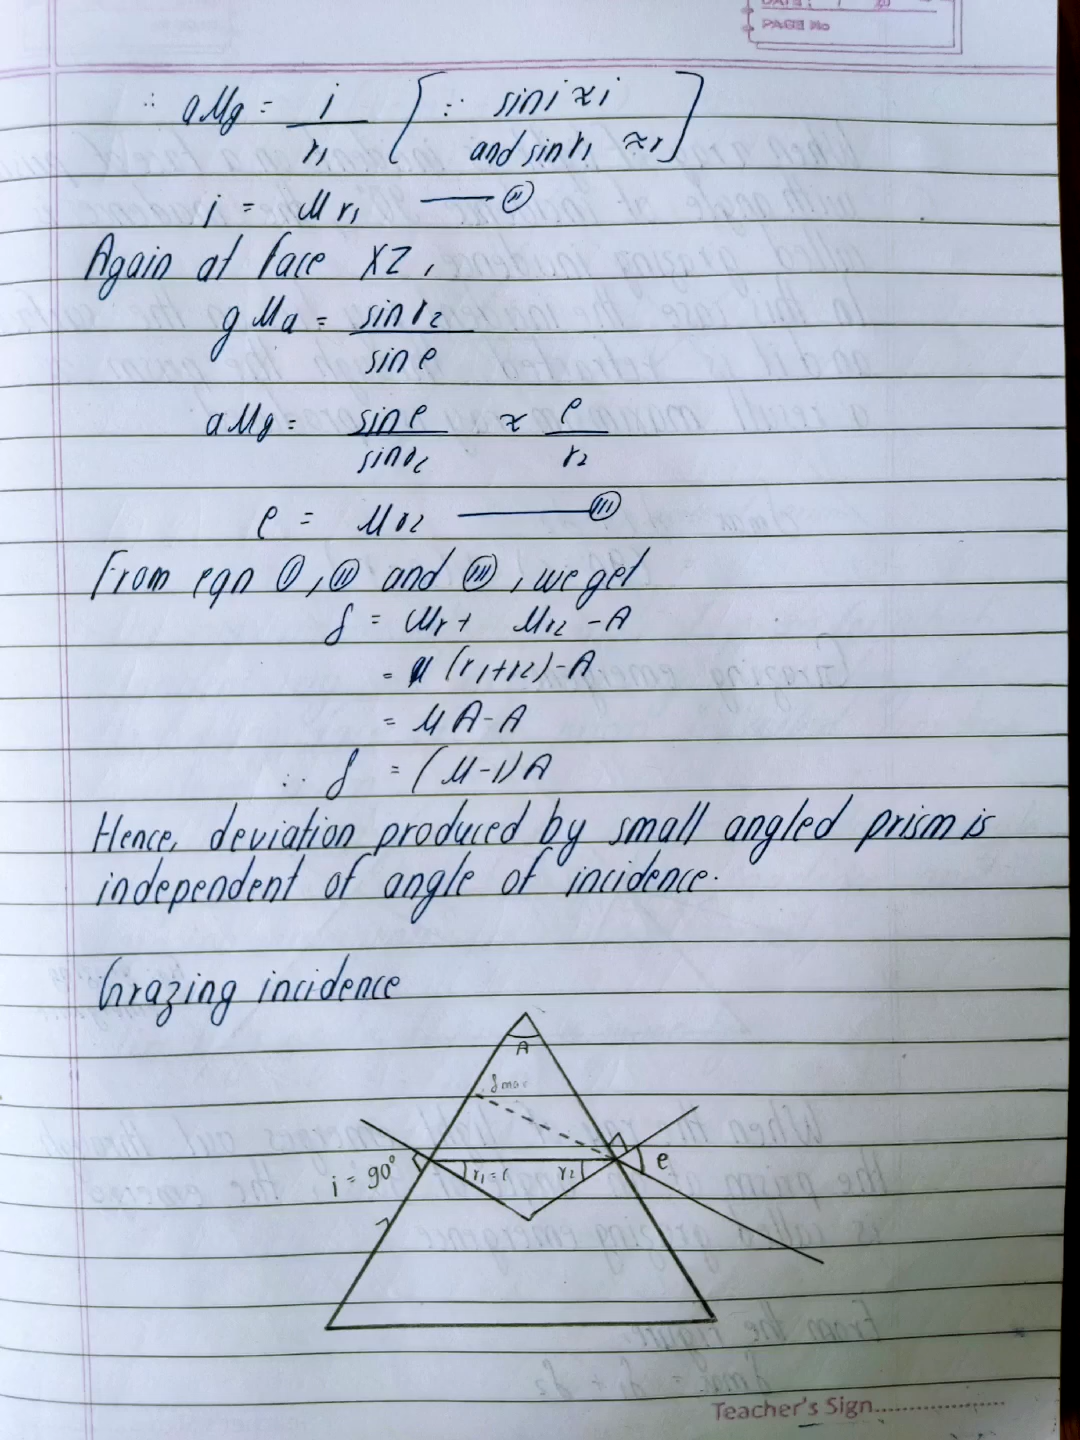 PAGE No
∴ aμg = i / r₁ [ ∵ sin i ≈ i
and sin r₁ ≈ r ]
i = μ r₁ —— (ii)
Again at face XZ,
gμa = sin r₂ / sin e
aμg = sin e / sin r₂ ≈ e / r₂
e = μ r₂ —— (iii)
From eqn (i), (ii) and (iii), we get
δ = μr + μr₂ - A
= μ (r₁+r₂) - A
= μ A - A
∴ δ = (μ-1)A
Hence, deviation produced by small angled prism is
independent of angle of incidence.
Grazing incidence
A
δmax
i = 90°
r₁ = c
r₂
e
Teacher's Sign....................